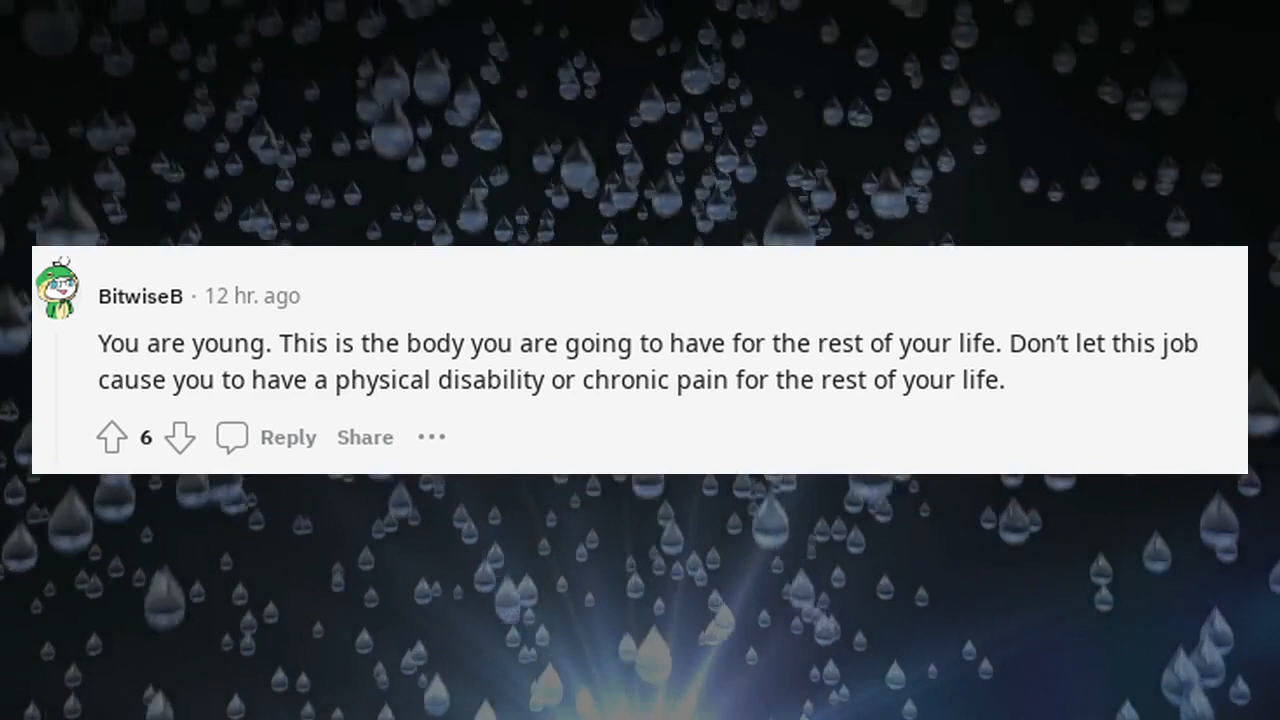 BitwiseB · 12 hr. ago
You are young. This is the body you are going to have for the rest of your life. Don’t let this job
cause you to have a physical disability or chronic pain for the rest of your life.
6 Reply Share •••